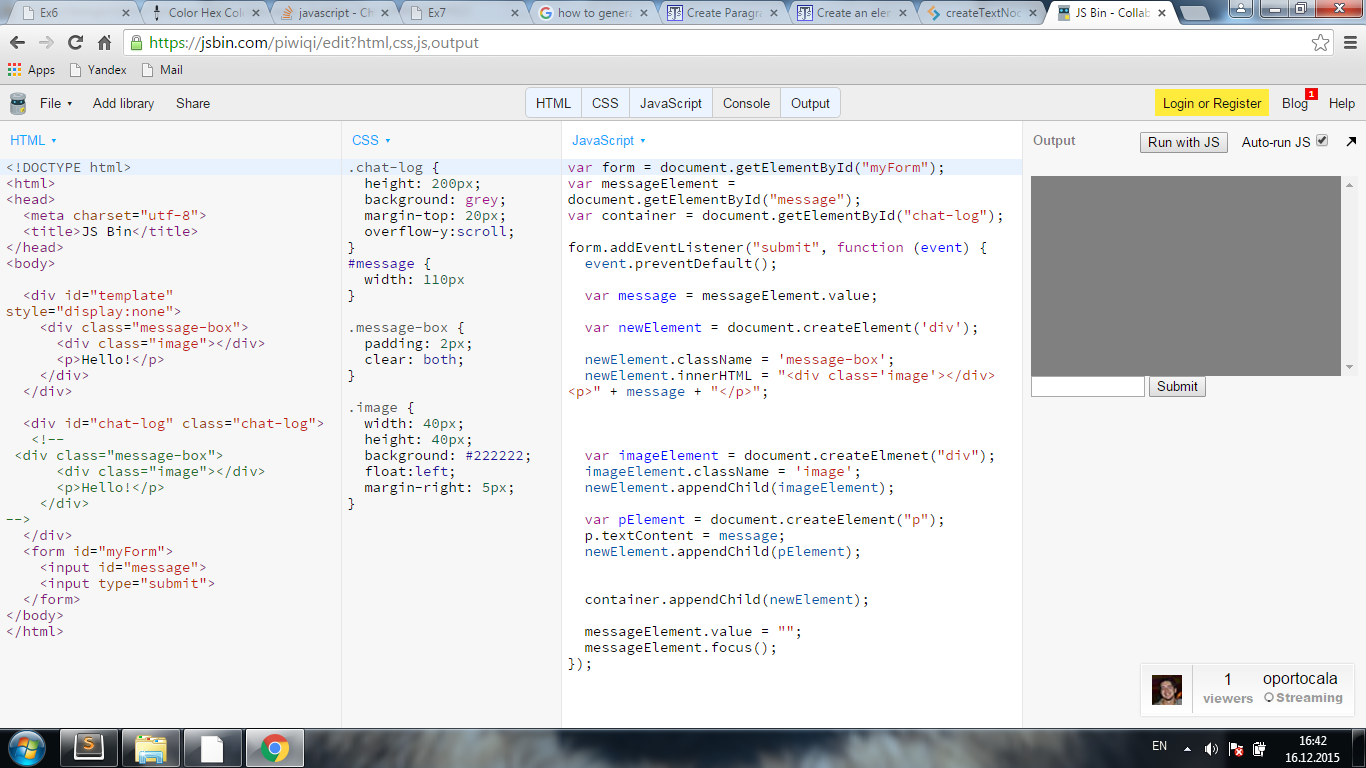 Ex6
Color Hex Col
javascript - Ch
Ex7
how to genera
Create Paragra
Create an elem
createTextNod
JS Bin - Collab
https://jsbin.com/piwiqi/edit?html,css,js,output
Apps
Yandex
Mail
File
Add library
Share
HTML
CSS
JavaScript
Console
Output
Login or Register
Blog
1
Help
HTML
<!DOCTYPE html>
<html>
<head>
<meta charset="utf-8">
<title>JS Bin</title>
</head>
<body>
<div id="template"
style="display:none">
<div class="message-box">
<div class="image"></div>
<p>Hello!</p>
</div>
</div>
<div id="chat-log" class="chat-log">
<!--
<div class="message-box">
<div class="image"></div>
<p>Hello!</p>
</div>
-->
</div>
<form id="myForm">
<input id="message">
<input type="submit">
</form>
</body>
</html>
CSS
.chat-log {
height: 200px;
background: grey;
margin-top: 20px;
overflow-y:scroll;
}
#message {
width: 110px
}
.message-box {
padding: 2px;
clear: both;
}
.image {
width: 40px;
height: 40px;
background: #222222;
float:left;
margin-right: 5px;
}
JavaScript
var form = document.getElementById("myForm");
var messageElement =
document.getElementById("message");
var container = document.getElementById("chat-log");
form.addEventListener("submit", function (event) {
event.preventDefault();
var message = messageElement.value;
var newElement = document.createElement('div');
newElement.className = 'message-box';
newElement.innerHTML = "<div class='image'></div>
<p>" + message + "</p>";
var imageElement = document.createElmenet("div");
imageElement.className = 'image';
newElement.appendChild(imageElement);
var pElement = document.createElement("p");
p.textContent = message;
newElement.appendChild(pElement);
container.appendChild(newElement);
messageElement.value = "";
messageElement.focus();
});
Output
Run with JS
Auto-run JS
Submit
1
viewers
oportocala
Streaming
EN
16:42
16.12.2015